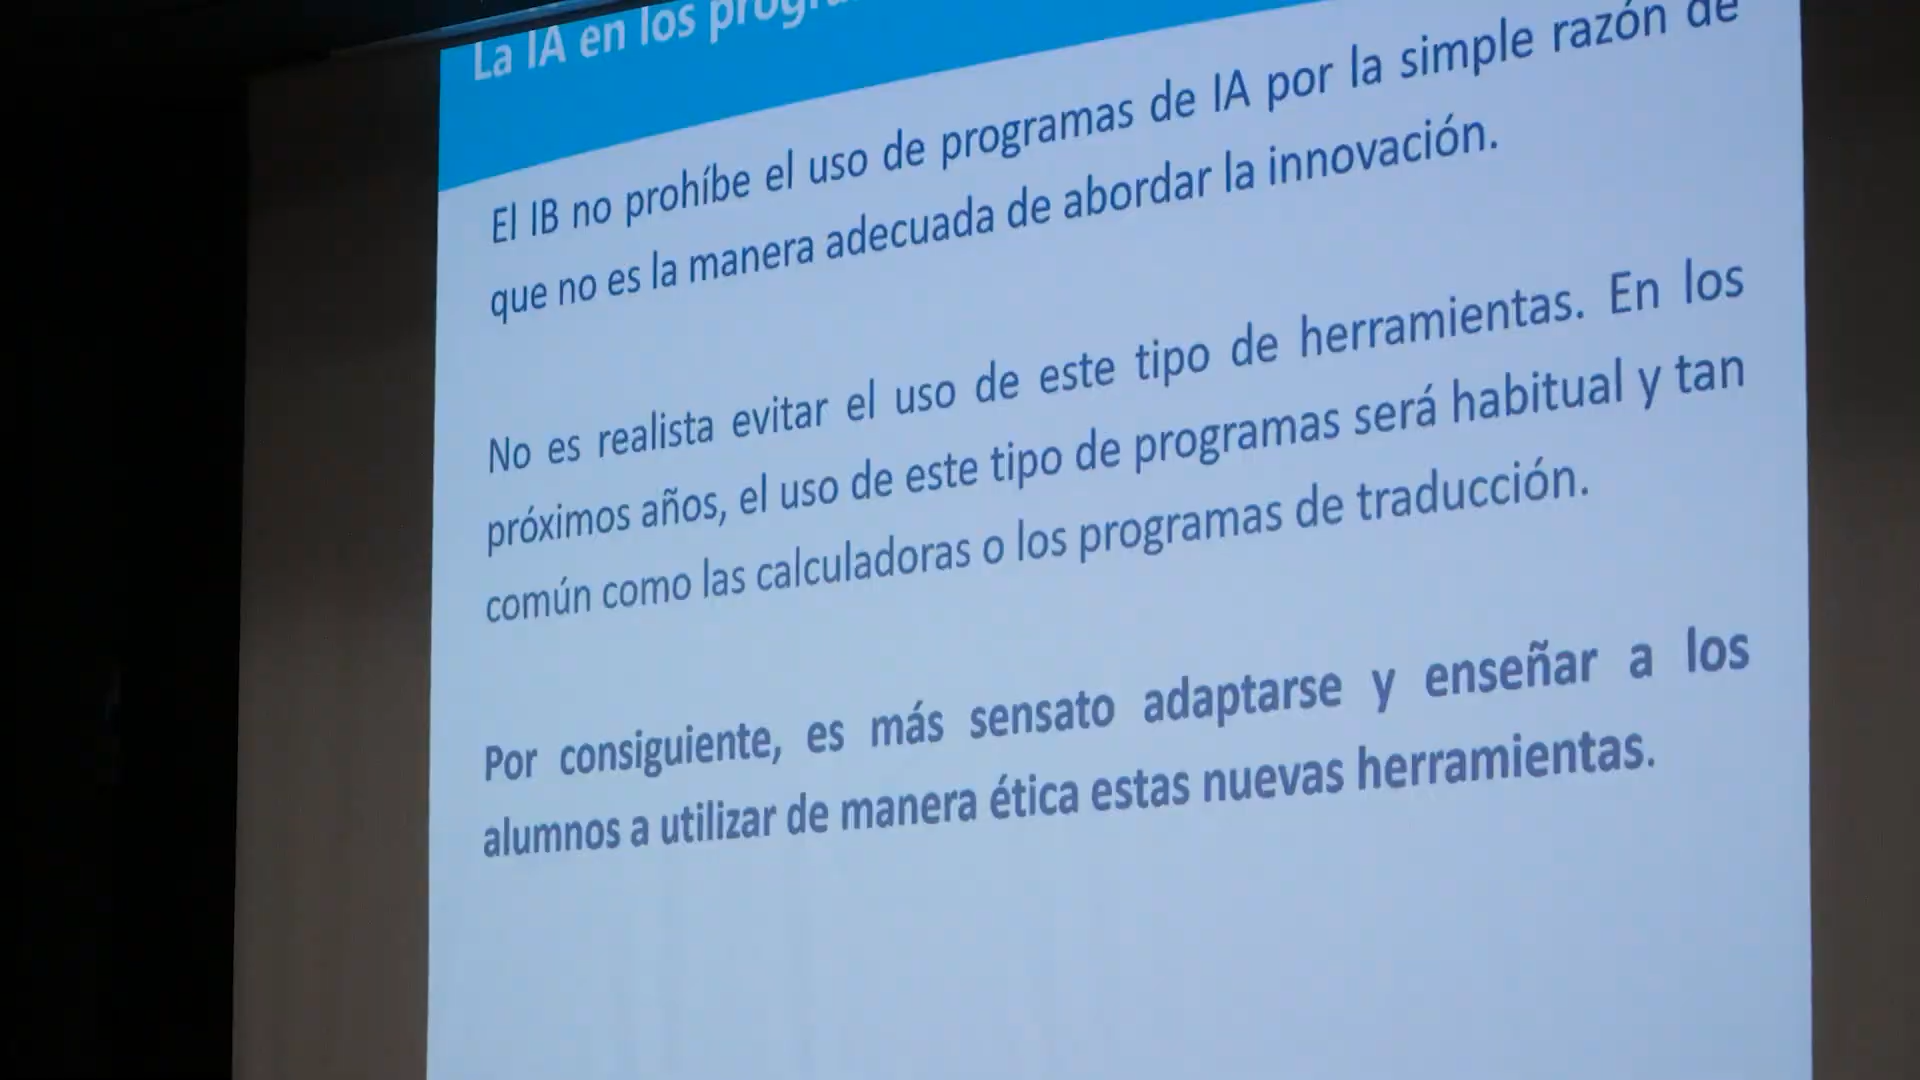 La IA en los
El IB no prohíbe el uso de programas de IA por la simple razón de
que no es la manera adecuada de abordar la innovación.
No es realista evitar el uso de este tipo de herramientas. En los
próximos años, el uso de este tipo de programas será habitual y tan
común como las calculadoras o los programas de traducción.
Por consiguiente, es más sensato adaptarse y enseñar a los
alumnos a utilizar de manera ética estas nuevas herramientas.